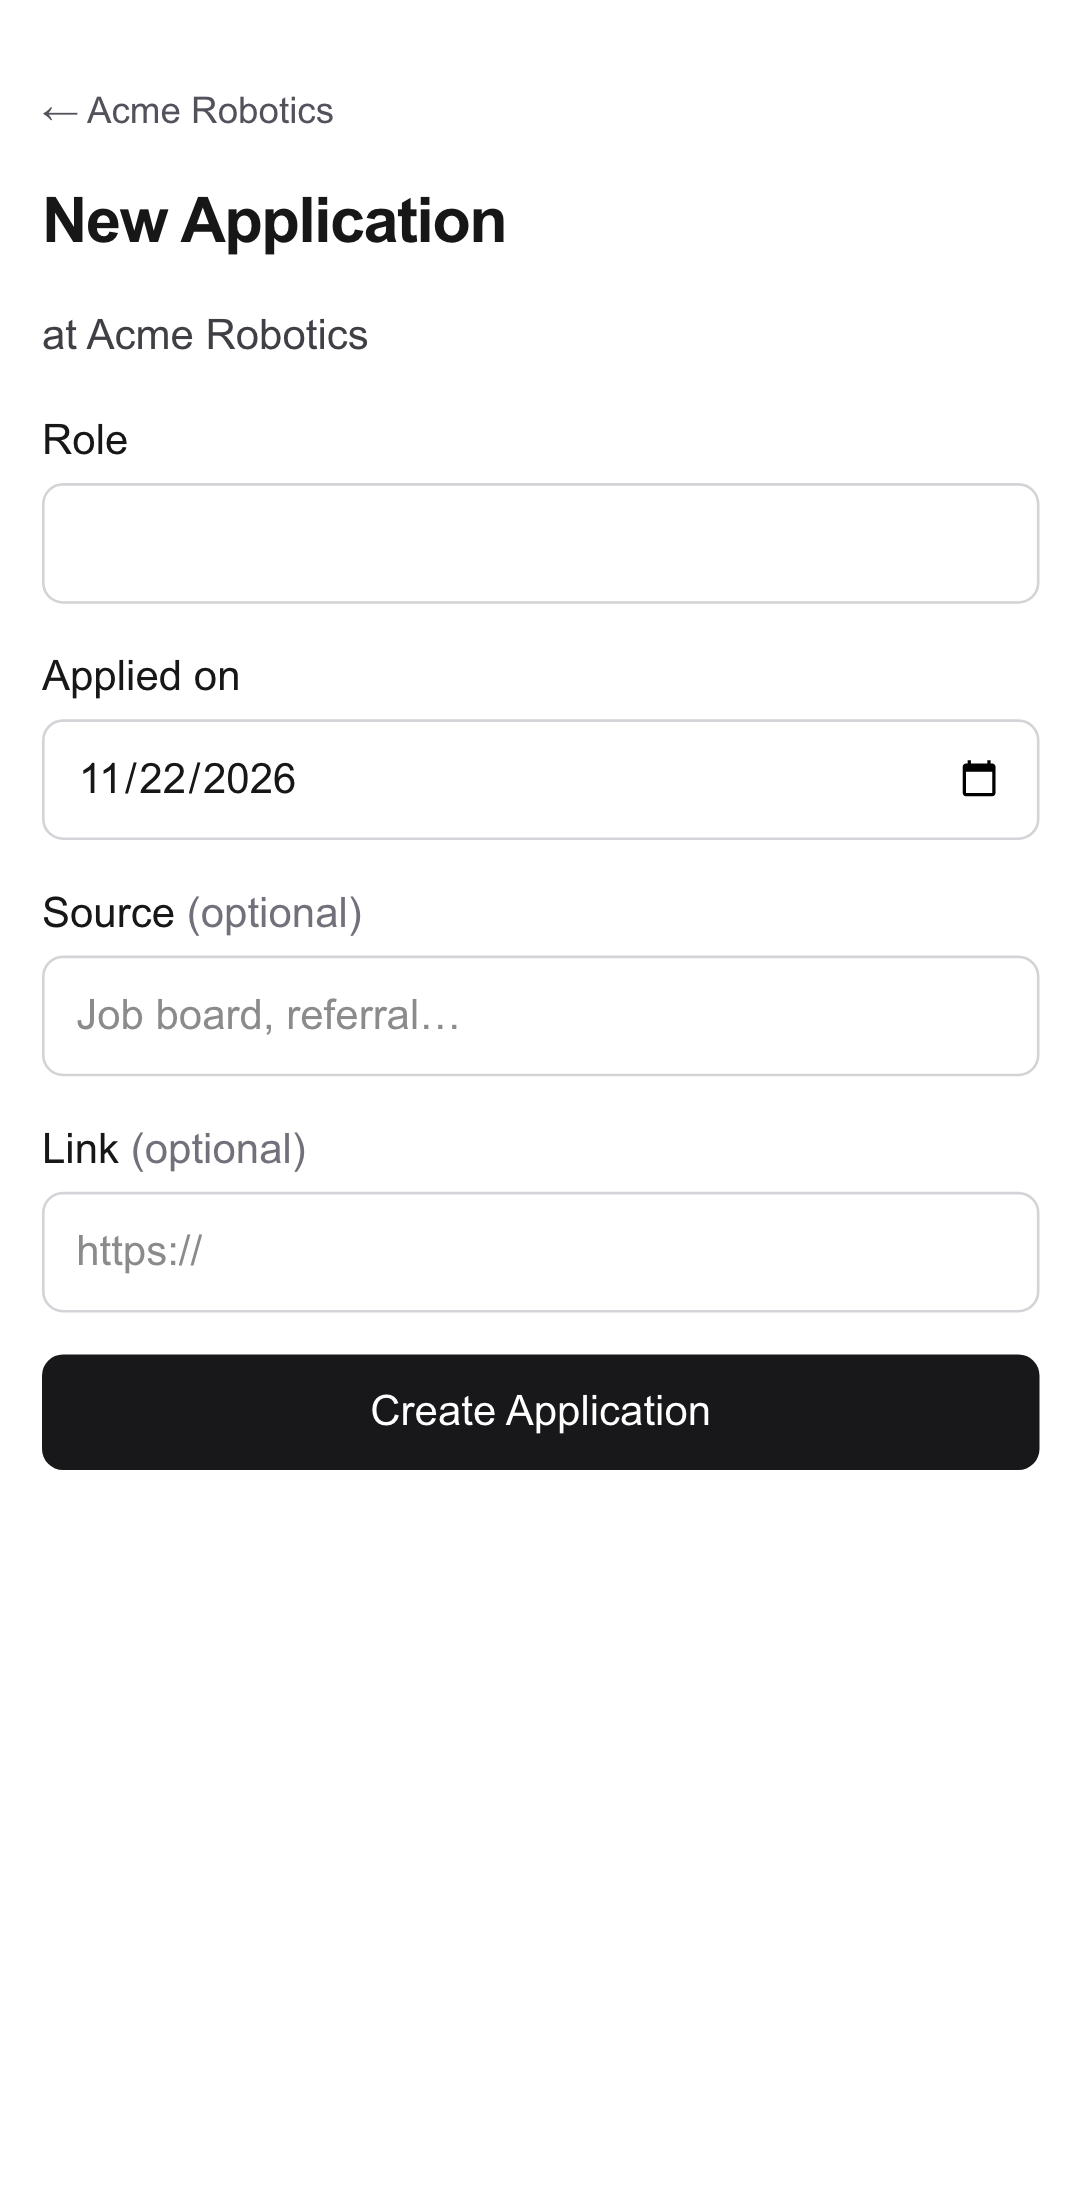 ← Acme Robotics
New Application
at Acme Robotics
Role
Applied on
11/22/2026
Source (optional)
Job board, referral…
Link (optional)
https://
Create Application